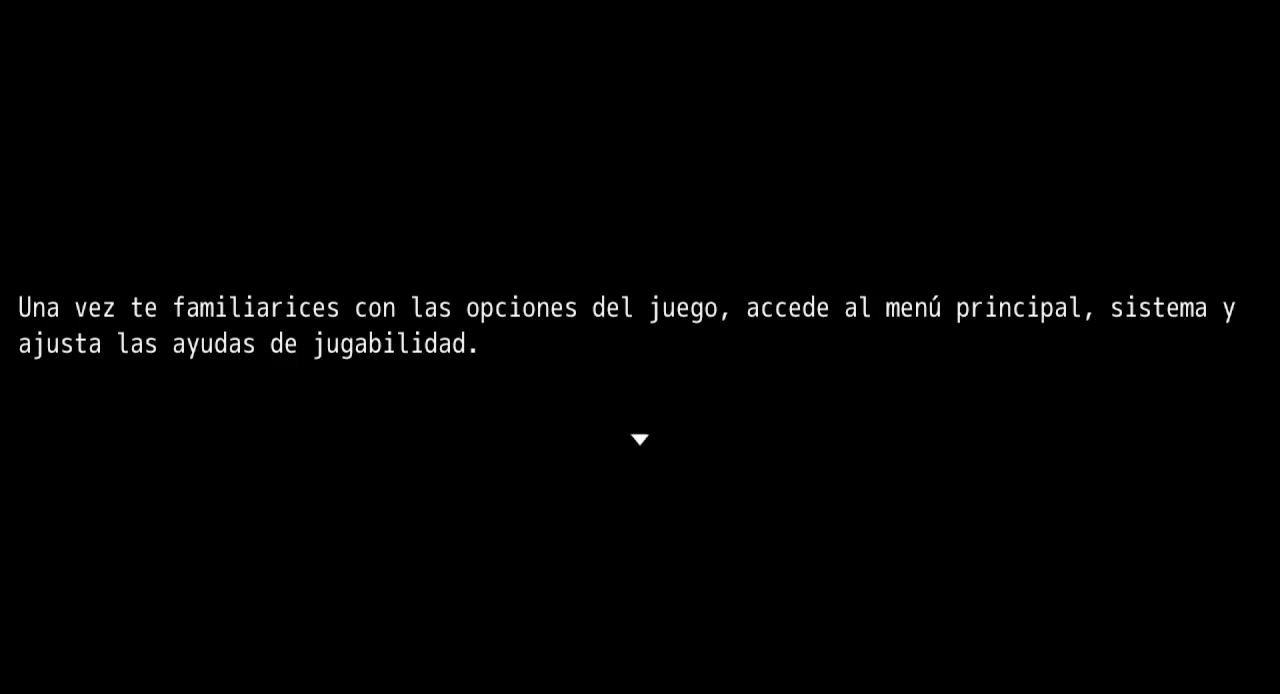 Una vez te familiarices con las opciones del juego, accede al menú principal, sistema y
ajusta las ayudas de jugabilidad.